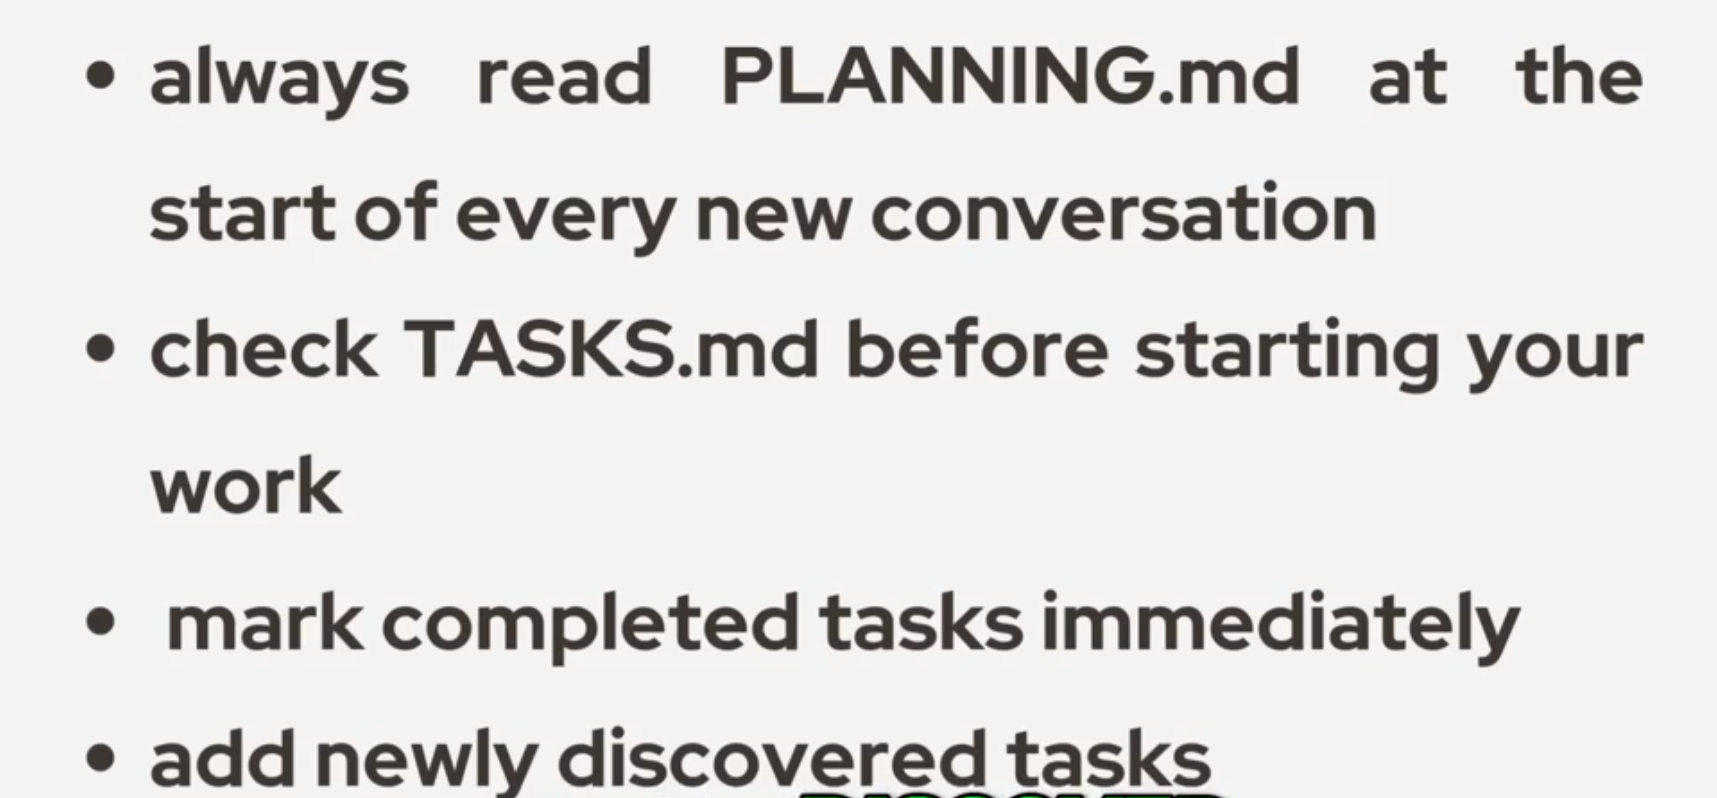 • always read PLANNING.md at the
start of every new conversation
• check TASKS.md before starting your
work
• mark completed tasks immediately
• add newly discovered tasks